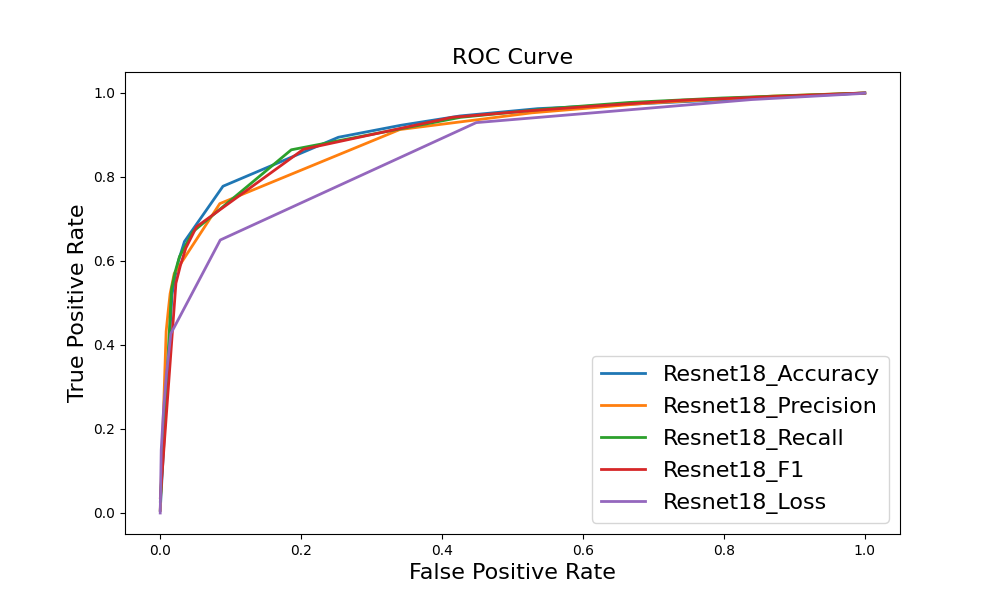 ROC Curve
True Positive Rate
1.0
0.8
0.6
0.4
0.2
0.0
Resnet18_Accuracy
Resnet18_Precision
Resnet18_Recall
Resnet18_F1
Resnet18_Loss
0.0 0.2 0.4 0.6 0.8 1.0
False Positive Rate